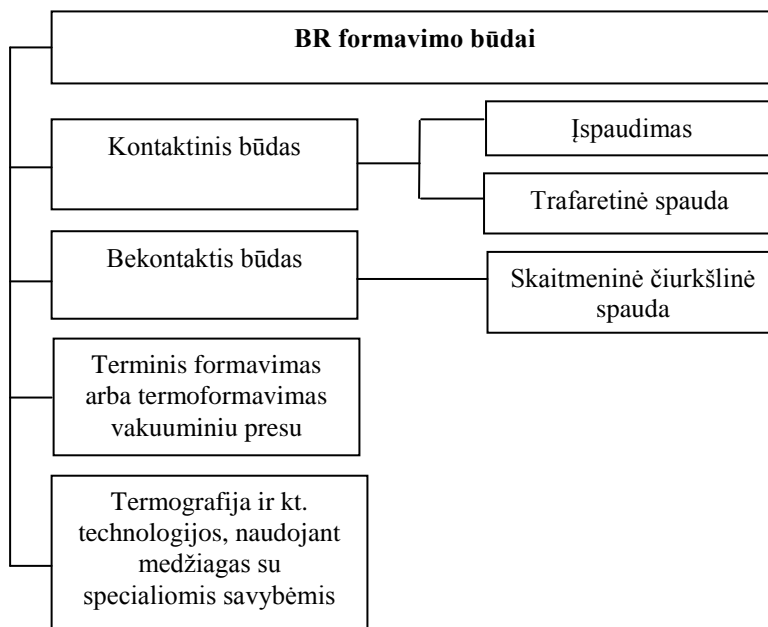 BR formavimo būdai
Kontaktinis būdas
Įspaudimas
Trafaretinė spauda
Bekontaktis būdas
Skaitmeninė čiurkšlinė
spauda
Terminis formavimas
arba termoformavimas
vakuuminiu presu
Termografija ir kt.
technologijos, naudojant
medžiagas su
specialiomis savybėmis